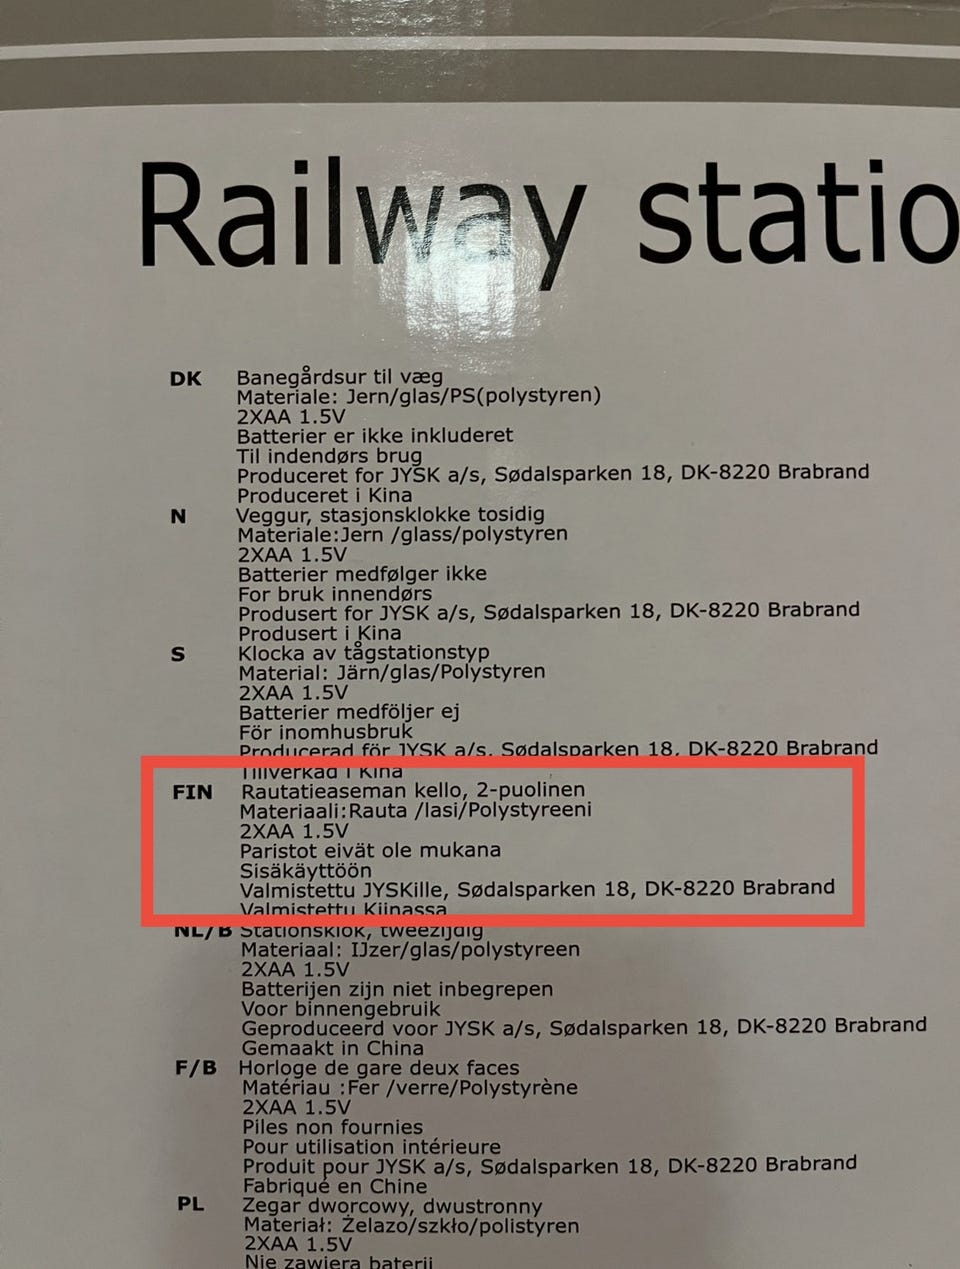 Railway statio
DK Banegårdsur til væg
Materiale: Jern/glas/PS(polystyren)
2XAA 1.5V
Batterier er ikke inkluderet
Til indendørs brug
Produceret for JYSK a/s, Sødalsparken 18, DK-8220 Brabrand
Produceret i Kina
N Veggur, stasjonsklokke tosidig
Materiale:Jern /glass/polystyren
2XAA 1.5V
Batterier medfølger ikke
For bruk innendørs
Produsert for JYSK a/s, Sødalsparken 18, DK-8220 Brabrand
Produsert i Kina
S Klocka av tågstationstyp
Material: Järn/glas/Polystyren
2XAA 1.5V
Batterier medföljer ej
För inomhusbruk
Producerad för JYSK a/s, Sødalsparken 18, DK-8220 Brabrand
Tillverkad i Kina
FIN Rautatieaseman kello, 2-puolinen
Materiaali:Rauta /lasi/Polystyreeni
2XAA 1.5V
Paristot eivät ole mukana
Sisäkäyttöön
Valmistettu JYSKille, Sødalsparken 18, DK-8220 Brabrand
Valmistettu Kiinassa
NL/B Stationsklok, tweezijdig
Materiaal: IJzer/glas/polystyreen
2XAA 1.5V
Batterijen zijn niet inbegrepen
Voor binnengebruik
Geproduceerd voor JYSK a/s, Sødalsparken 18, DK-8220 Brabrand
Gemaakt in China
F/B Horloge de gare deux faces
Matériau :Fer /verre/Polystyrène
2XAA 1.5V
Piles non fournies
Pour utilisation intérieure
Produit pour JYSK a/s, Sødalsparken 18, DK-8220 Brabrand
Fabriqué en Chine
PL Zegar dworcowy, dwustronny
Materiał: Żelazo/szkło/polistyren
2XAA 1.5V
Nie zawiera baterii